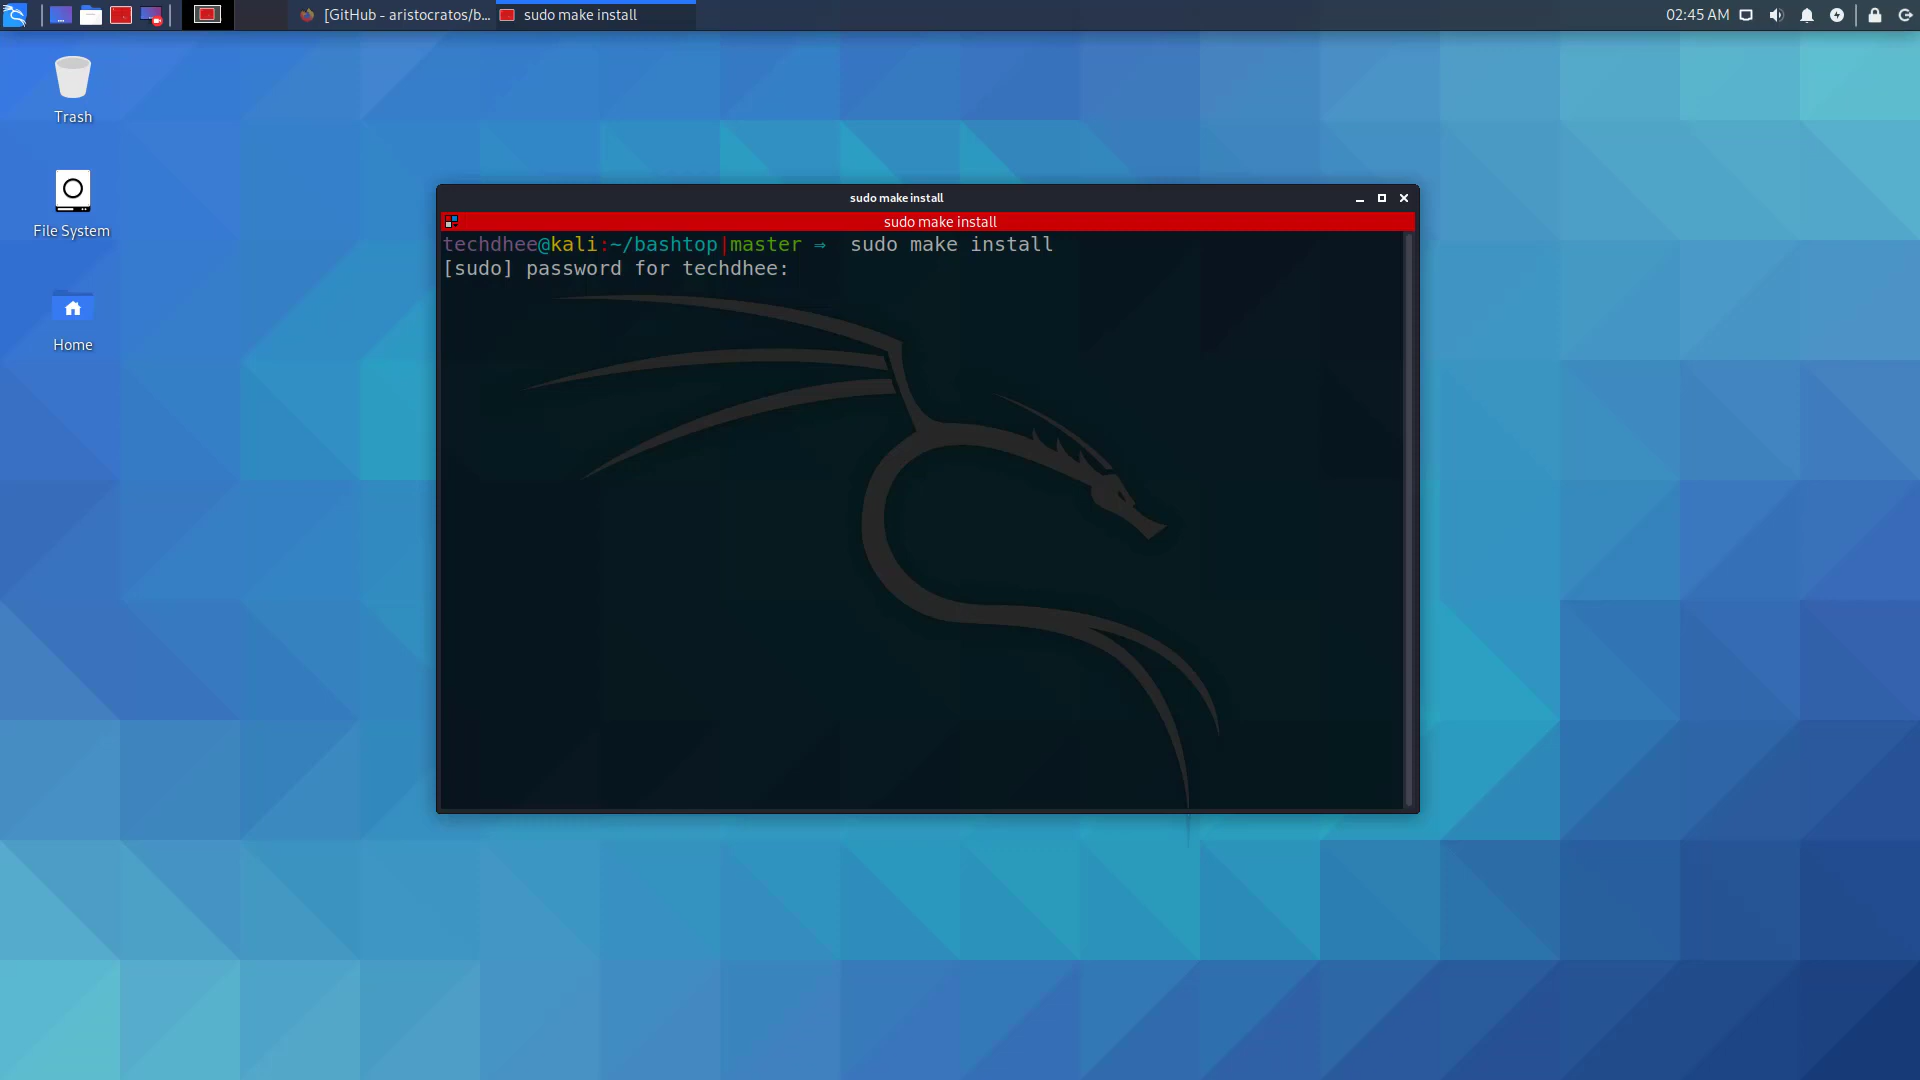 [GitHub - aristocratos/b...
sudo make install
02:45 AM
Trash
File System
Home
sudo make install
sudo make install
techdhee@kali:~/bashtop|master ⇒  sudo make install
[sudo] password for techdhee: